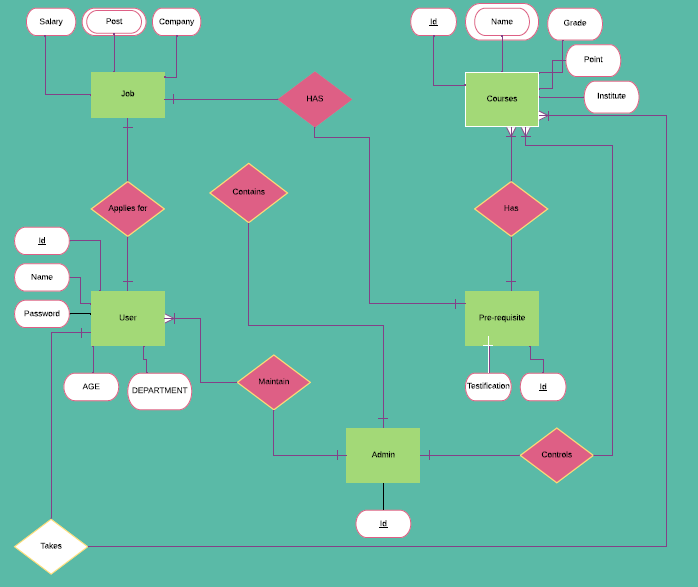 Salary
Post
Company
Id
Name
Grade
Point
Institute
Job
HAS
Courses
Contains
Applies for
Has
Id
Name
Password
User
Pre-requisite
AGE
DEPARTMENT
Maintain
Testification
Id
Admin
Controls
Id
Takes